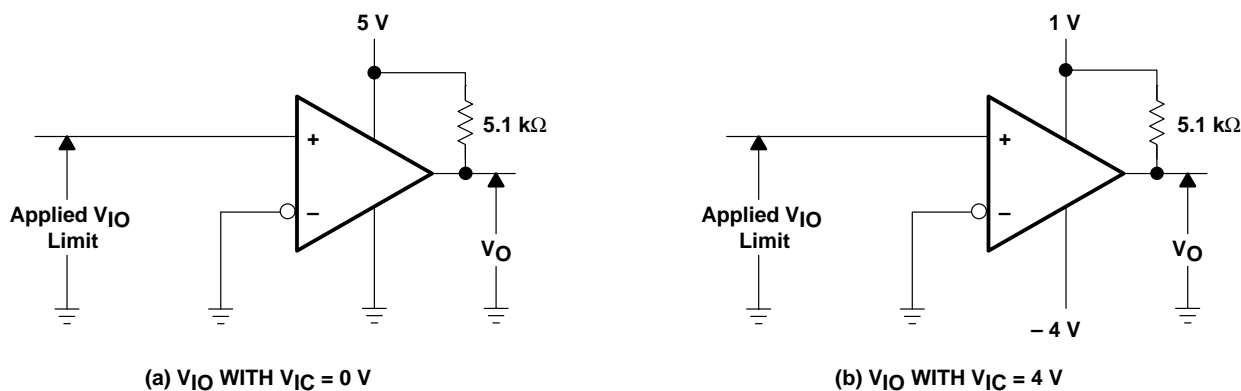 5 V
5.1 kΩ
+
−
Applied VIO
Limit
VO
(a) VIO WITH VIC = 0 V
1 V
5.1 kΩ
+
−
Applied VIO
Limit
VO
– 4 V
(b) VIO WITH VIC = 4 V